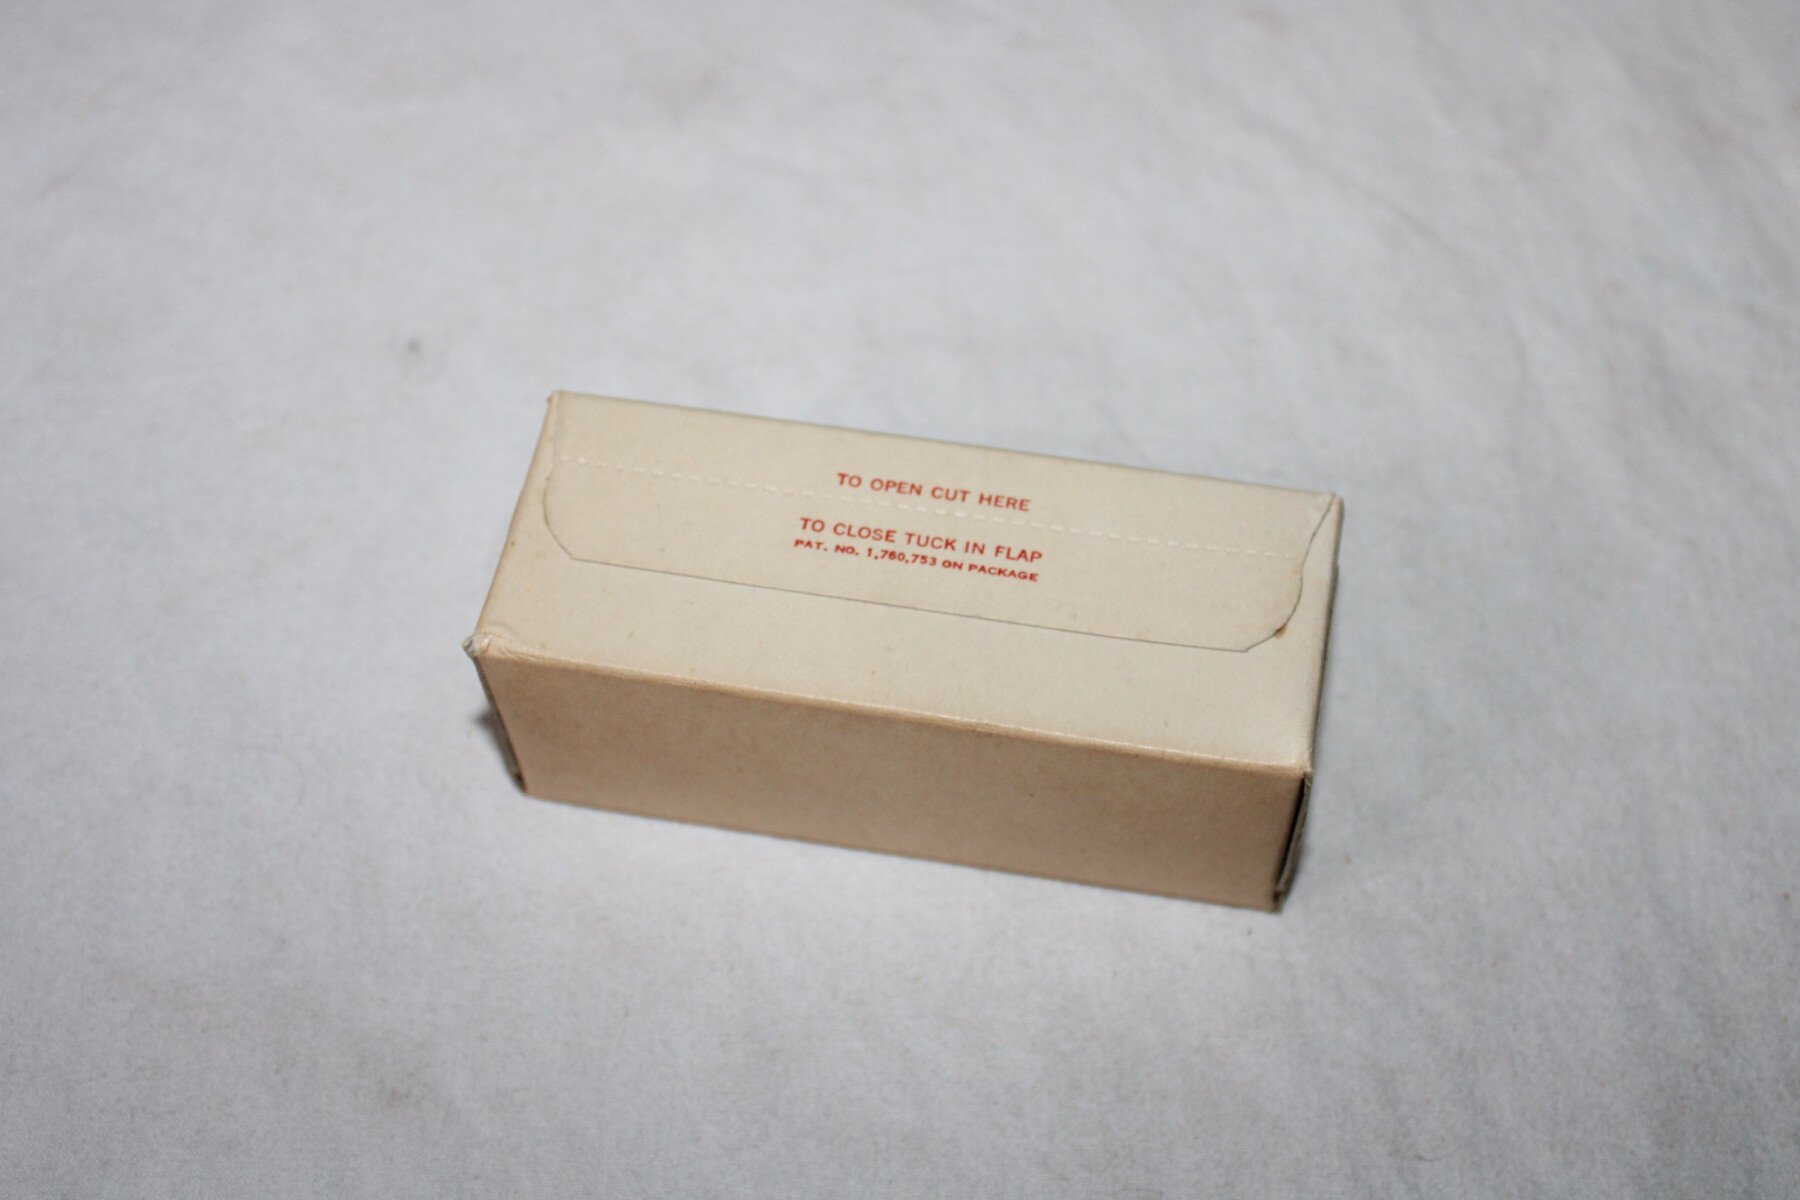 TO OPEN CUT HERE
TO CLOSE TUCK IN FLAP
PAT. NO. 1,760,753 ON PACKAGE